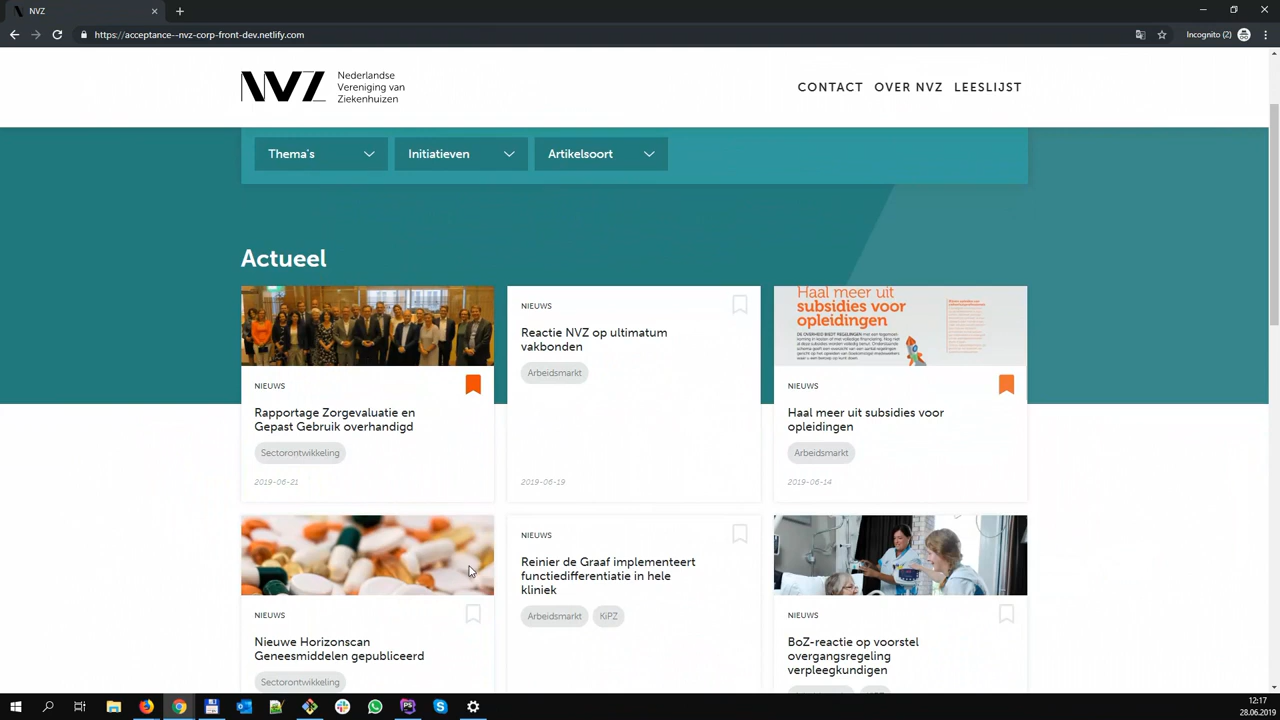 NVZ
https://acceptance--nvz-corp-front-dev.netlify.com
Incognito (2)
NVZ
Nederlandse
Vereniging van
Ziekenhuizen
CONTACT OVER NVZ LEESLIJST
Thema's
Initiatieven
Artikelsoort
Actueel
NIEUWS
Rapportage Zorgevaluatie en
Gepast Gebruik overhandigd
Sectorontwikkeling
2019-06-21
NIEUWS
Reactie NVZ op ultimatum
vakbonden
Arbeidsmarkt
2019-06-19
Haal meer uit
subsidies voor
opleidingen
NIEUWS
Haal meer uit subsidies voor
opleidingen
Arbeidsmarkt
2019-06-14
NIEUWS
Nieuwe Horizonscan
Geneesmiddelen gepubliceerd
Sectorontwikkeling
NIEUWS
Reinier de Graaf implementeert
functiedifferentiatie in hele
kliniek
Arbeidsmarkt
KiPZ
NIEUWS
BoZ-reactie op voorstel
overgangsregeling
verpleegkundigen
12:17
28.06.2019